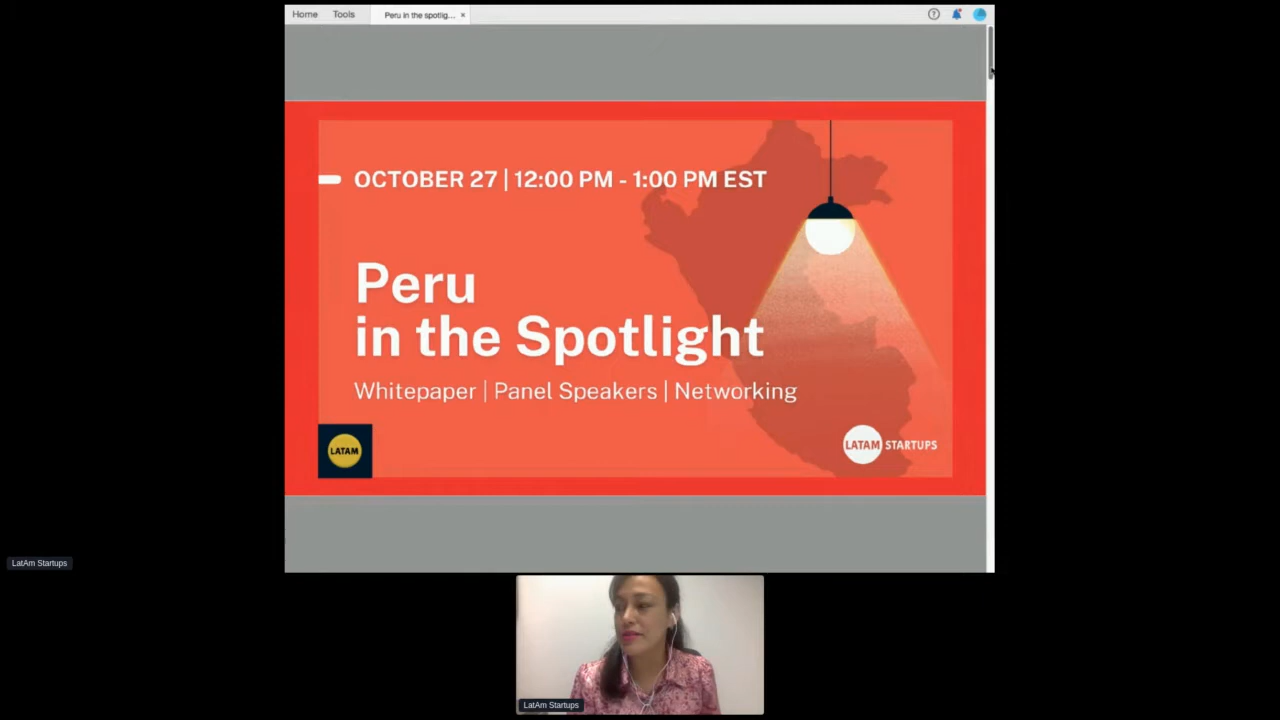 Home Tools Peru in the spotlig... ×
OCTOBER 27 | 12:00 PM - 1:00 PM EST
Peru
in the Spotlight
Whitepaper | Panel Speakers | Networking
LATAM
LATAM STARTUPS
LatAm Startups
LatAm Startups